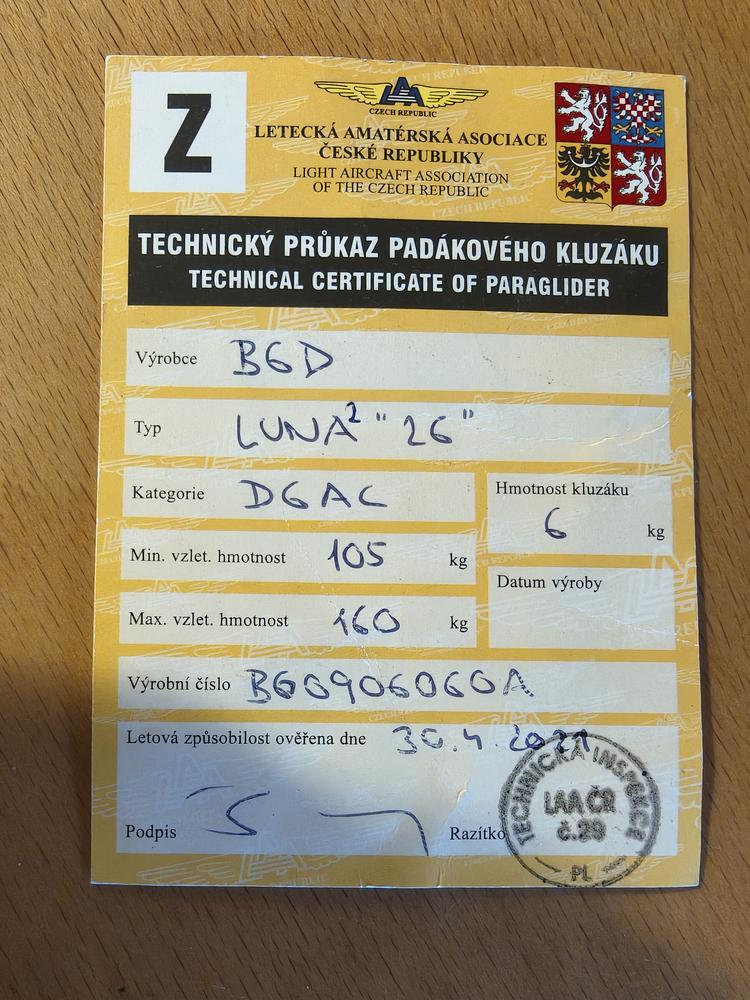 Z
LAA
CZECH REPUBLIC
LETECKÁ AMATÉRSKÁ ASOCIACE
ČESKÉ REPUBLIKY
LIGHT AIRCRAFT ASSOCIATION
OF THE CZECH REPUBLIC
TECHNICKÝ PRŮKAZ PADÁKOVÉHO KLUZÁKU
TECHNICAL CERTIFICATE OF PARAGLIDER
Výrobce BGD
Typ LUNA² "26"
Kategorie DGAC
Hmotnost kluzáku
6 kg
Min. vzlet. hmotnost 105 kg
Datum výroby
Max. vzlet. hmotnost 160 kg
Výrobní číslo BG0906060A
Letová způsobilost ověřena dne 30.4.2021
Podpis
Razítko
TECHNICKÁ INSPEKCE
LAA ČR
č.29
PL